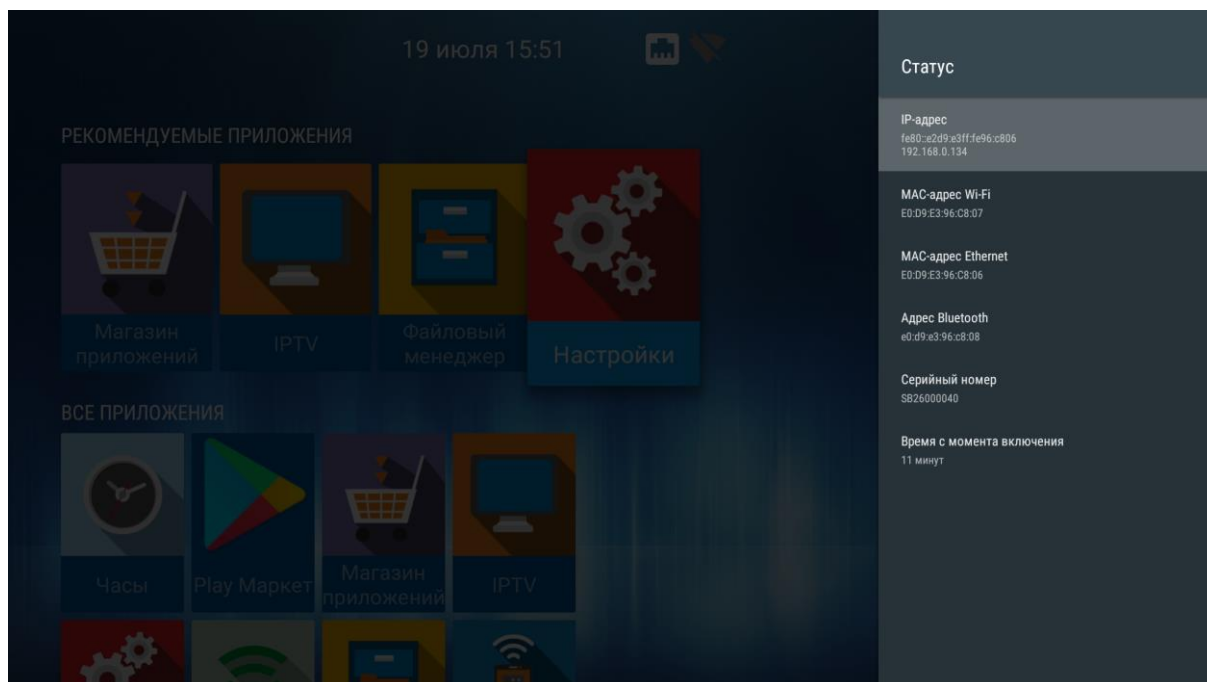 19 июля 15:51
РЕКОМЕНДУЕМЫЕ ПРИЛОЖЕНИЯ
Магазин
приложений
IPTV
Файловый
менеджер
Настройки
ВСЕ ПРИЛОЖЕНИЯ
Часы
Play Маркет
Магазин
приложений
IPTV
Статус
IP-адрес
fe80::e2d9:e3ff:fe96:c806
192.168.0.134
MAC-адрес Wi-Fi
E0:D9:E3:96:C8:07
MAC-адрес Ethernet
E0:D9:E3:96:C8:06
Адрес Bluetooth
e0:d9:e3:96:c8:08
Серийный номер
SB26000040
Время с момента включения
11 минут